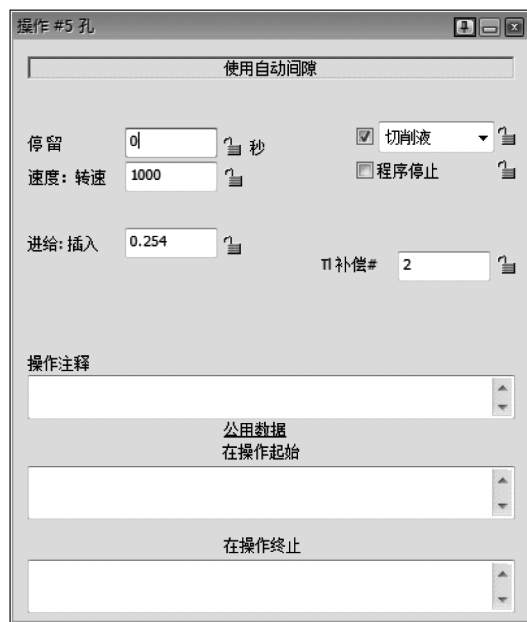 操作 #5 孔
使用自动间隙
停留 0 秒 切削液
速度: 转速 1000 程序停止
进给: 插入 0.254
Tl 补偿# 2
操作注释
公用数据
在操作起始
在操作终止